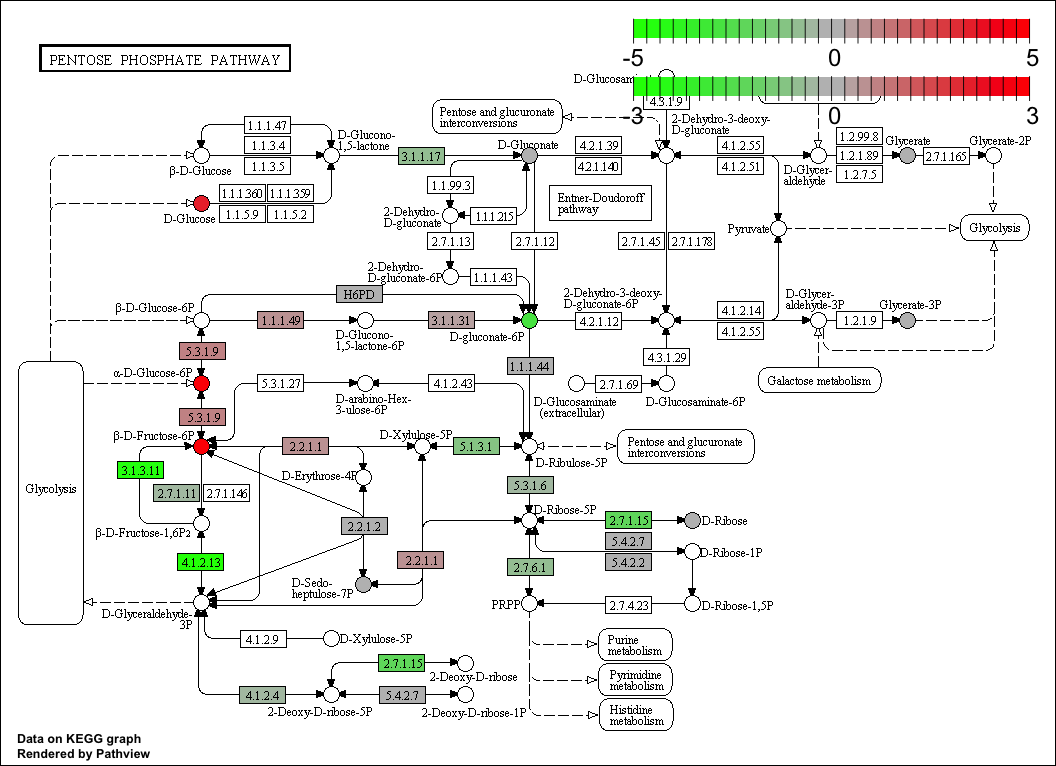 -5 0 5
PENTOSE PHOSPHATE PATHWAY
-3 0 3
D-Glucosami
4.3.1.9
Pentose and glucuronate
interconversions
2-Dehydro-3-deoxy-
D-gluconate
1.1.1.47
1.1.3.4
1.1.3.5
D-Glucono-
1,5-lactone
3.1.1.17
D-Gluconate
4.2.1.39
4.2.1.140
4.1.2.55
4.1.2.51
1.2.99.8
1.2.1.89
1.2.7.5
Glycerate
2.7.1.165
Glycerate-2P
D-Glycer-
aldehyde
β-D-Glucose
1.1.1.360 1.1.1.359
1.1.5.9 1.1.5.2
D-Glucose
1.1.99.3
2-Dehydro-
D-gluconate
1.1.1.215
Entner-Doudoroff
pathway
2.7.1.13
2.7.1.12
2.7.1.45 2.7.1.178
Pyruvate
Glycolysis
2-Dehydro-
D-gluconate-6P
1.1.1.43
H6PD
β-D-Glucose-6P
2-Dehydro-3-deoxy-
D-gluconate-6P
D-Glycer-
aldehyde-3P
Glycerate-3P
1.1.1.49
D-Glucono-
1,5-lactone-6P
3.1.1.31
D-gluconate-6P
4.2.1.12
4.1.2.14
4.1.2.55
1.2.1.9
5.3.1.9
1.1.1.44
4.3.1.29
α-D-Glucose-6P
5.3.1.27
D-arabino-Hex-
3-ulose-6P
4.1.2.43
D-Glucosaminate
(extracellular)
2.7.1.69
D-Glucosaminate-6P
Galactose metabolism
5.3.1.9
β-D-Fructose-6P
2.2.1.1
D-Xylulose-5P
5.1.3.1
D-Ribulose-5P
Pentose and glucuronate
interconversions
3.1.3.11
D-Erythrose-4P
5.3.1.6
Glycolysis
2.7.1.11 2.7.1.146
β-D-Fructose-1,6P2
2.2.1.2
D-Ribose-5P
2.7.1.15
D-Ribose
5.4.2.7
5.4.2.2
D-Ribose-1P
4.1.2.13
2.2.1.1
2.7.6.1
D-Sedo-
heptulose-7P
D-Glyceraldehyde-
3P
PRPP
2.7.4.23
D-Ribose-1,5P
4.1.2.9
D-Xylulose-5P
Purine
metabolism
2.7.1.15
2-Deoxy-D-ribose
Pyrimidine
metabolism
4.1.2.4
2-Deoxy-D-ribose-5P
5.4.2.7
2-Deoxy-D-ribose-1P
Histidine
metabolism
Data on KEGG graph
Rendered by Pathview